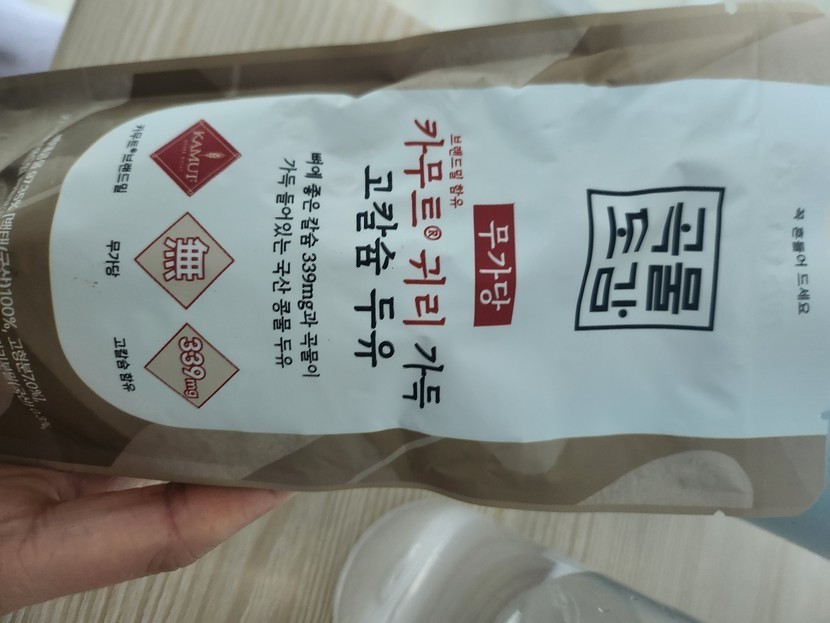 꼭 흔들어 드세요
곡물
도감
무가당
브랜드밀 함유
카무트® 귀리 가득
고칼슘 두유
뼈에 좋은 칼슘 339mg과 곡물이
가득 들어있는 국산 콩물 두유
KAMUT
無
339mg
카무트®브랜드밀
무가당
고칼슘 함유